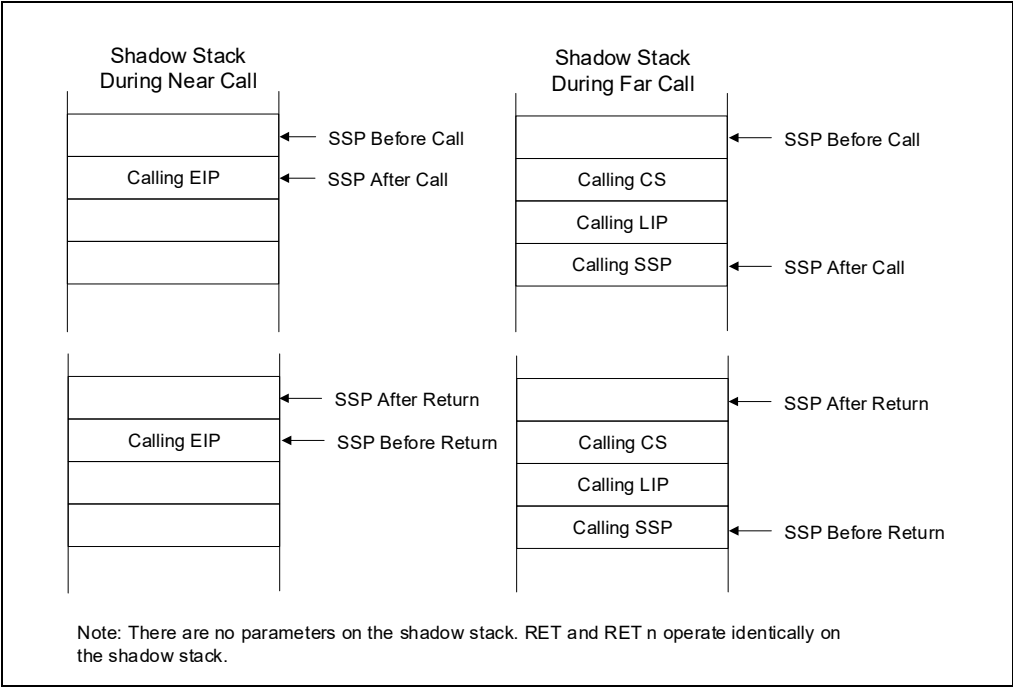 Shadow Stack
During Near Call
SSP Before Call
Calling EIP
SSP After Call
Shadow Stack
During Far Call
SSP Before Call
Calling CS
Calling LIP
Calling SSP
SSP After Call
SSP After Return
Calling EIP
SSP Before Return
SSP After Return
Calling CS
Calling LIP
Calling SSP
SSP Before Return
Note: There are no parameters on the shadow stack. RET and RET n operate identically on
the shadow stack.